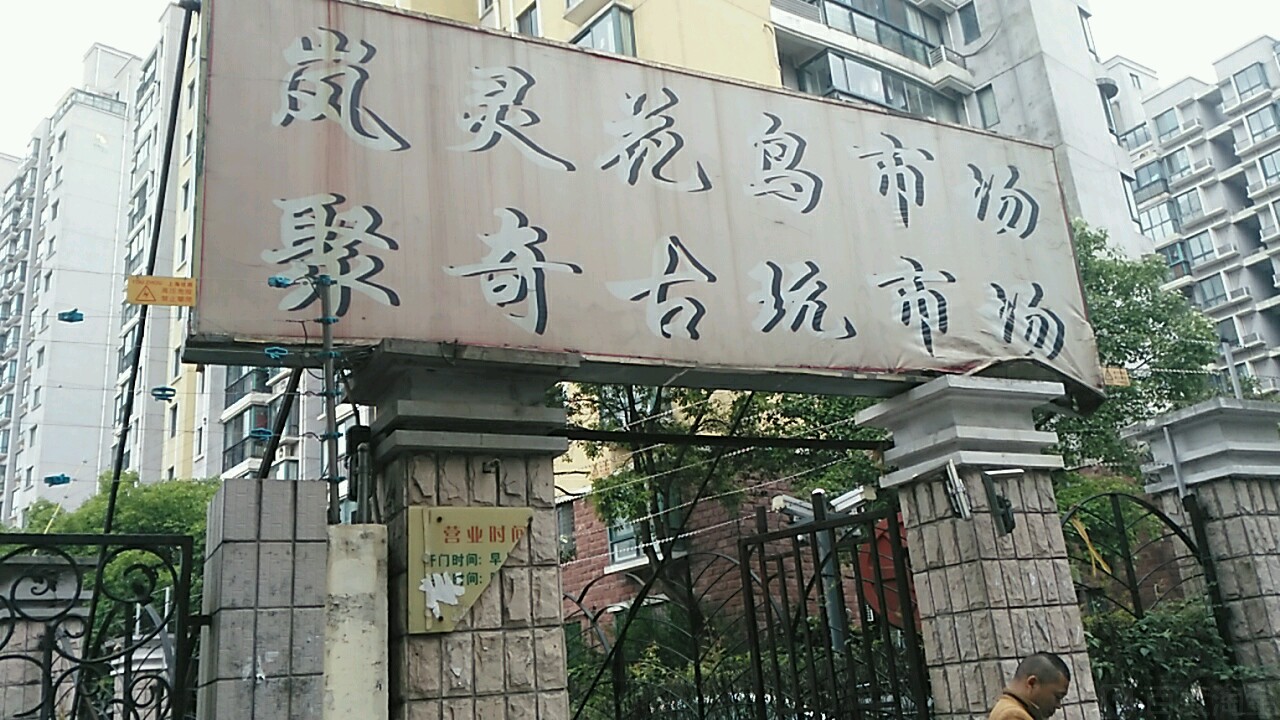 岚灵花鸟市场
聚奇古玩市场
营业时间
开门时间: 早
时间: